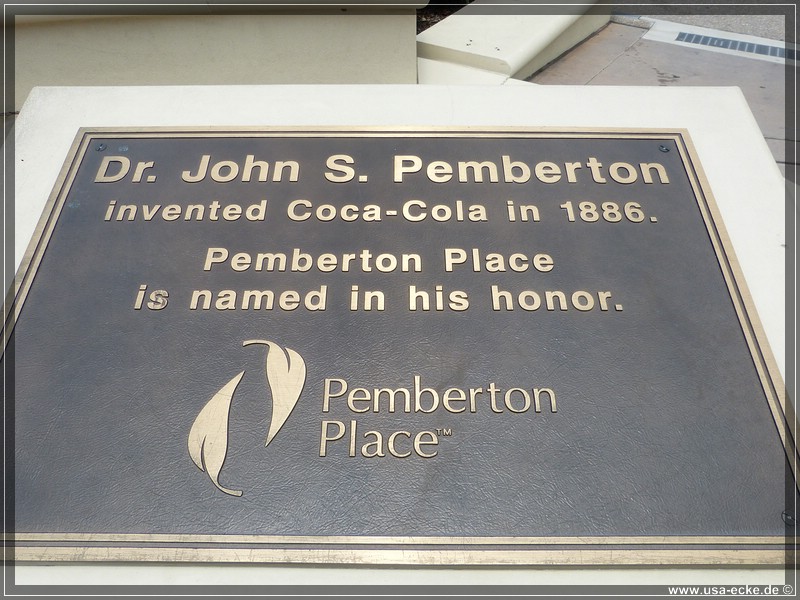 Dr. John S. Pemberton
invented Coca-Cola in 1886.
Pemberton Place
is named in his honor.
Pemberton
Place™
www.usa-ecke.de ©